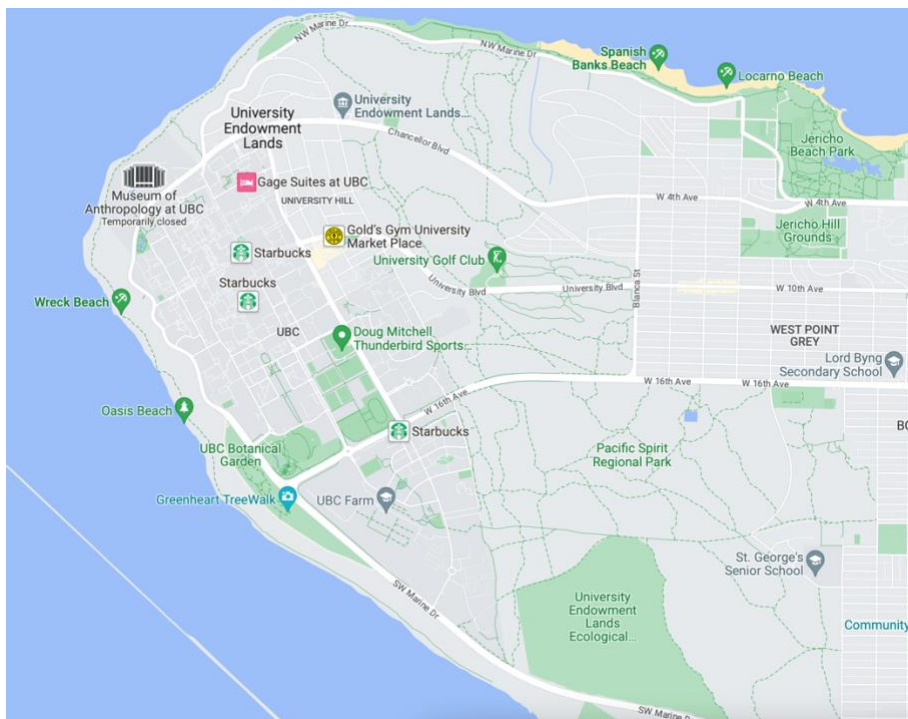 NW Marine Dr
NW Marine Dr
Spanish
Banks Beach
Locarno Beach
University
Endowment
Lands
University
Endowment Lands...
Chancellor Blvd
Jericho
Beach Park
Museum of
Anthropology at UBC
Temporarily closed
Gage Suites at UBC
UNIVERSITY HILL
W 4th Ave
W 4th Ave
Jericho Hill
Grounds
Gold's Gym University
Market Place
Starbucks
University Golf Club
Starbucks
University Blvd
University Blvd
W 10th Ave
Blanca St
Wreck Beach
UBC
Doug Mitchell
Thunderbird Sports...
WEST POINT
GREY
Lord Byng
Secondary School
W 16th Ave
W 16th Ave
Oasis Beach
Starbucks
BO
UBC Botanical
Garden
Pacific Spirit
Regional Park
Greenheart TreeWalk
UBC Farm
St. George's
Senior School
SW Marine Dr
University
Endowment
Lands
Ecological...
Community
SW Marine Dr